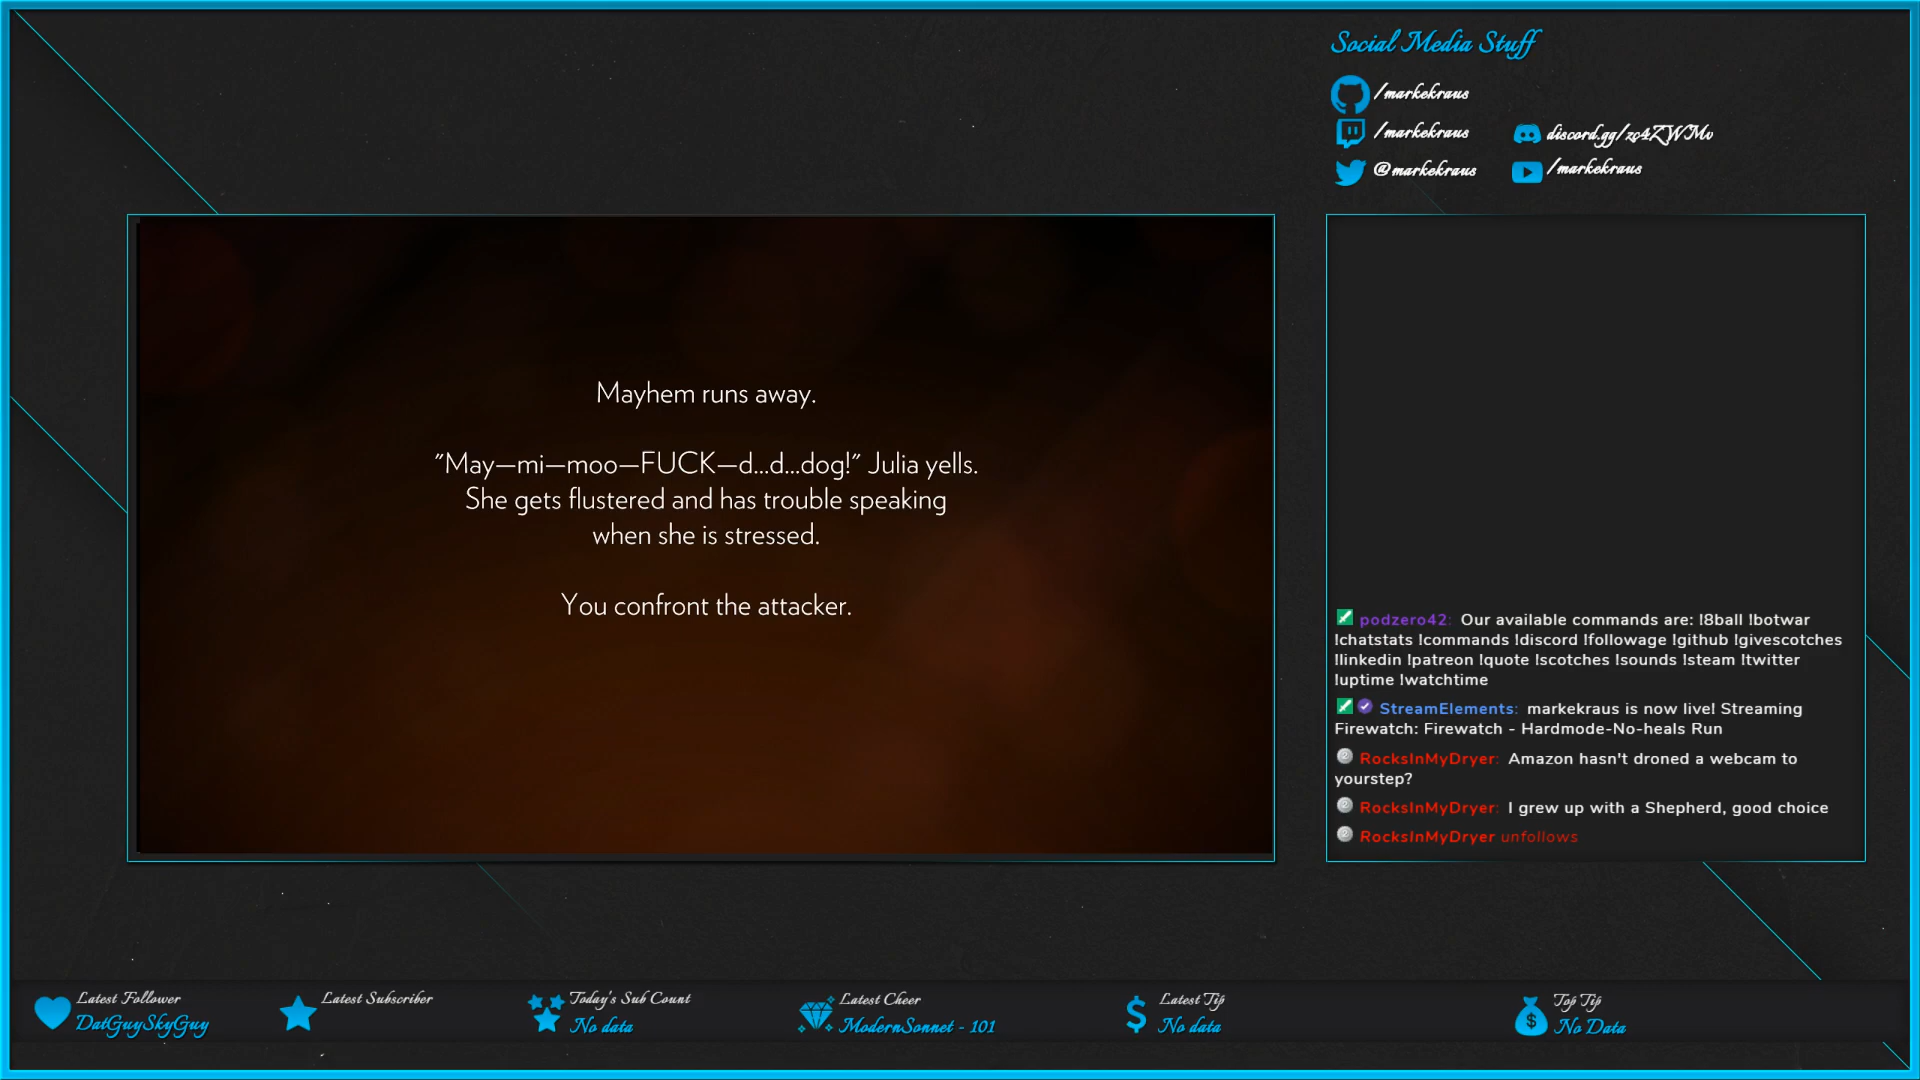 Social Media Stuff
/markekraus
/markekraus
discord.gg/zc4ZWMv
@markekraus
/markekraus
Mayhem runs away.
"May—mi—moo—FUCK—d...d...dog!" Julia yells.
She gets flustered and has trouble speaking
when she is stressed.
You confront the attacker.
podzero42: Our available commands are: !8ball !botwar
!chatstats !commands !discord !followage !github !givescotches
!linkedin !patreon !quote !scotches !sounds !steam !twitter
!uptime !watchtime
StreamElements: markekraus is now live! Streaming
Firewatch: Firewatch - Hardmode-No-heals Run
RocksInMyDryer: Amazon hasn't droned a webcam to
yourstep?
RocksInMyDryer: I grew up with a Shepherd, good choice
RocksInMyDryer unfollows
Latest Follower
DatGuySkyGuy
Latest Subscriber
Today's Sub Count
No data
Latest Cheer
ModernSonnet - 101
Latest Tip
No data
Top Tip
No Data